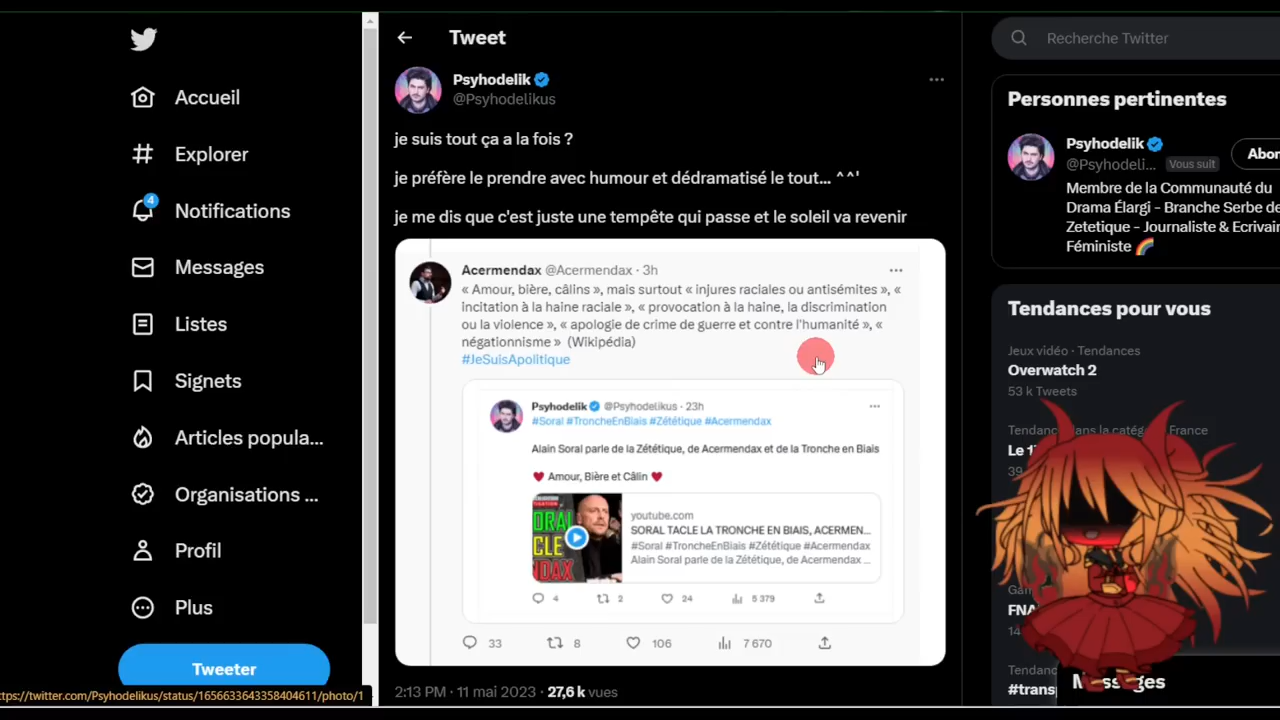 Accueil
Explorer
4
Notifications
Messages
Listes
Signets
Articles popula...
Organisations ...
Profil
Plus
Tweeter
ttps://twitter.com/Psyhodelikus/status/1656633643358404611/photo/1
Tweet
Psyhodelik
@Psyhodelikus
je suis tout ça a la fois ?
je préfère le prendre avec humour et dédramatisé le tout... ^^'
je me dis que c'est juste une tempête qui passe et le soleil va revenir
Acermendax @Acermendax · 3h
« Amour, bière, câlins », mais surtout « injures raciales ou antisémites », «
incitation à la haine raciale », « provocation à la haine, la discrimination
ou la violence », « apologie de crime de guerre et contre l'humanité », «
négationnisme » (Wikipédia)
#JeSuisApolitique
Psyhodelik @Psyhodelikus · 23h
#Soral #TroncheEnBiais #Zététique #Acermendax
Alain Soral parle de la Zététique, de Acermendax et de la Tronche en Biais
Amour, Bière et Câlin
youtube.com
SORAL TACLE LA TRONCHE EN BIAIS, ACERMEN...
#Soral #TroncheEnBiais #Zététique #Acermendax
Alain Soral parle de la Zététique, de Acermendax ...
4 2 24 5 379
33 8 106 7 670
2:13 PM · 11 mai 2023 · 27,6 k vues
Recherche Twitter
Personnes pertinentes
Psyhodelik
@Psyhodeli... Vous suit
Abon
Membre de la Communauté du
Drama Élargi - Branche Serbe de
Zetetique - Journaliste & Ecrivain
Féministe
Tendances pour vous
Jeux vidéo · Tendances
Overwatch 2
53 k Tweets
France
Le
39
FNA
14
#transp
Messages